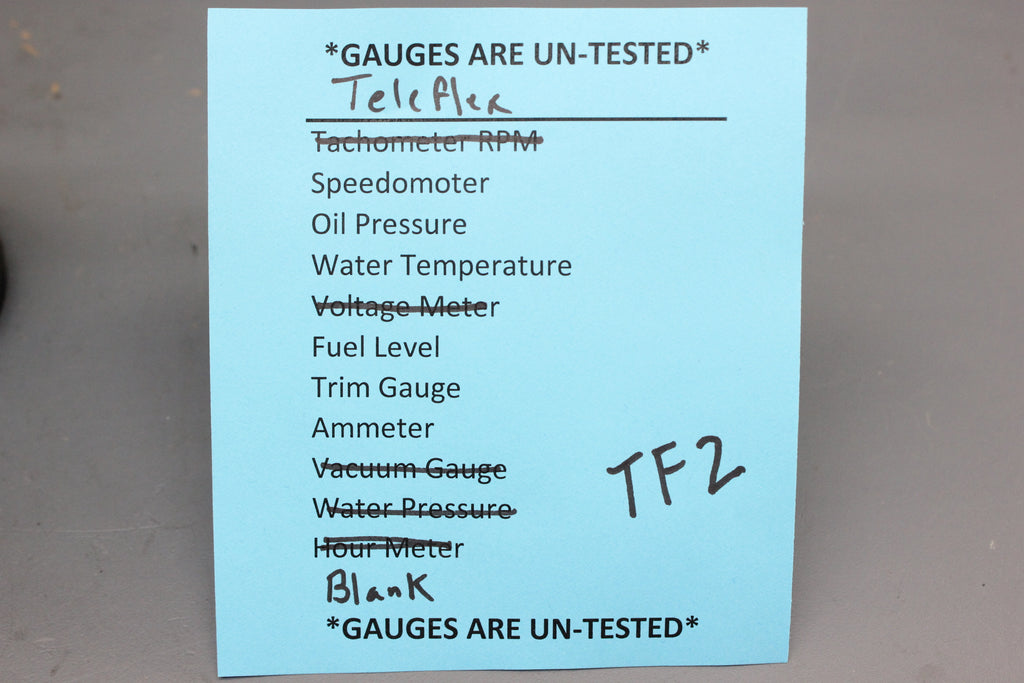 *GAUGES ARE UN-TESTED*
Teleflex
Tachometer RPM
Speedomoter
Oil Pressure
Water Temperature
Voltage Meter
Fuel Level
Trim Gauge
Ammeter
Vacuum Gauge
Water Pressure
Hour Meter
TF2
Blank
*GAUGES ARE UN-TESTED*